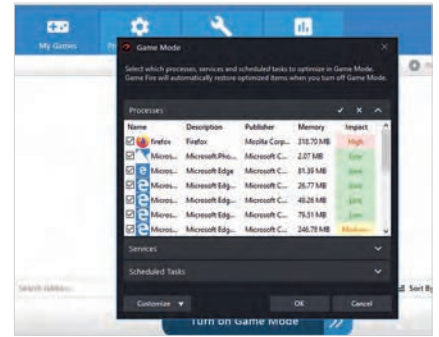 My Games
Game Mode
Select which processes, services and scheduled tasks to optimize in Game Mode.
Game Fire will automatically restore optimized items when you turn off Game Mode.
Processes
Name Description Publisher Memory Impact
firefox Firefox Mozilla Corp... 318.70 MB High
Micros... Microsoft Pho... Microsoft C... 2.07 MB Low
Micros... Microsoft Edge Microsoft C... 81.39 MB Low
Micros... Microsoft Edg... Microsoft C... 26.77 MB Low
Micros... Microsoft Edg... Microsoft C... 48.26 MB Low
Micros... Microsoft Edg... Microsoft C... 79.51 MB Low
Micros... Microsoft Edg... Microsoft C... 246.78 MB Medium
Services
Scheduled Tasks
Sort By
Customize OK Cancel
Turn on Game Mode